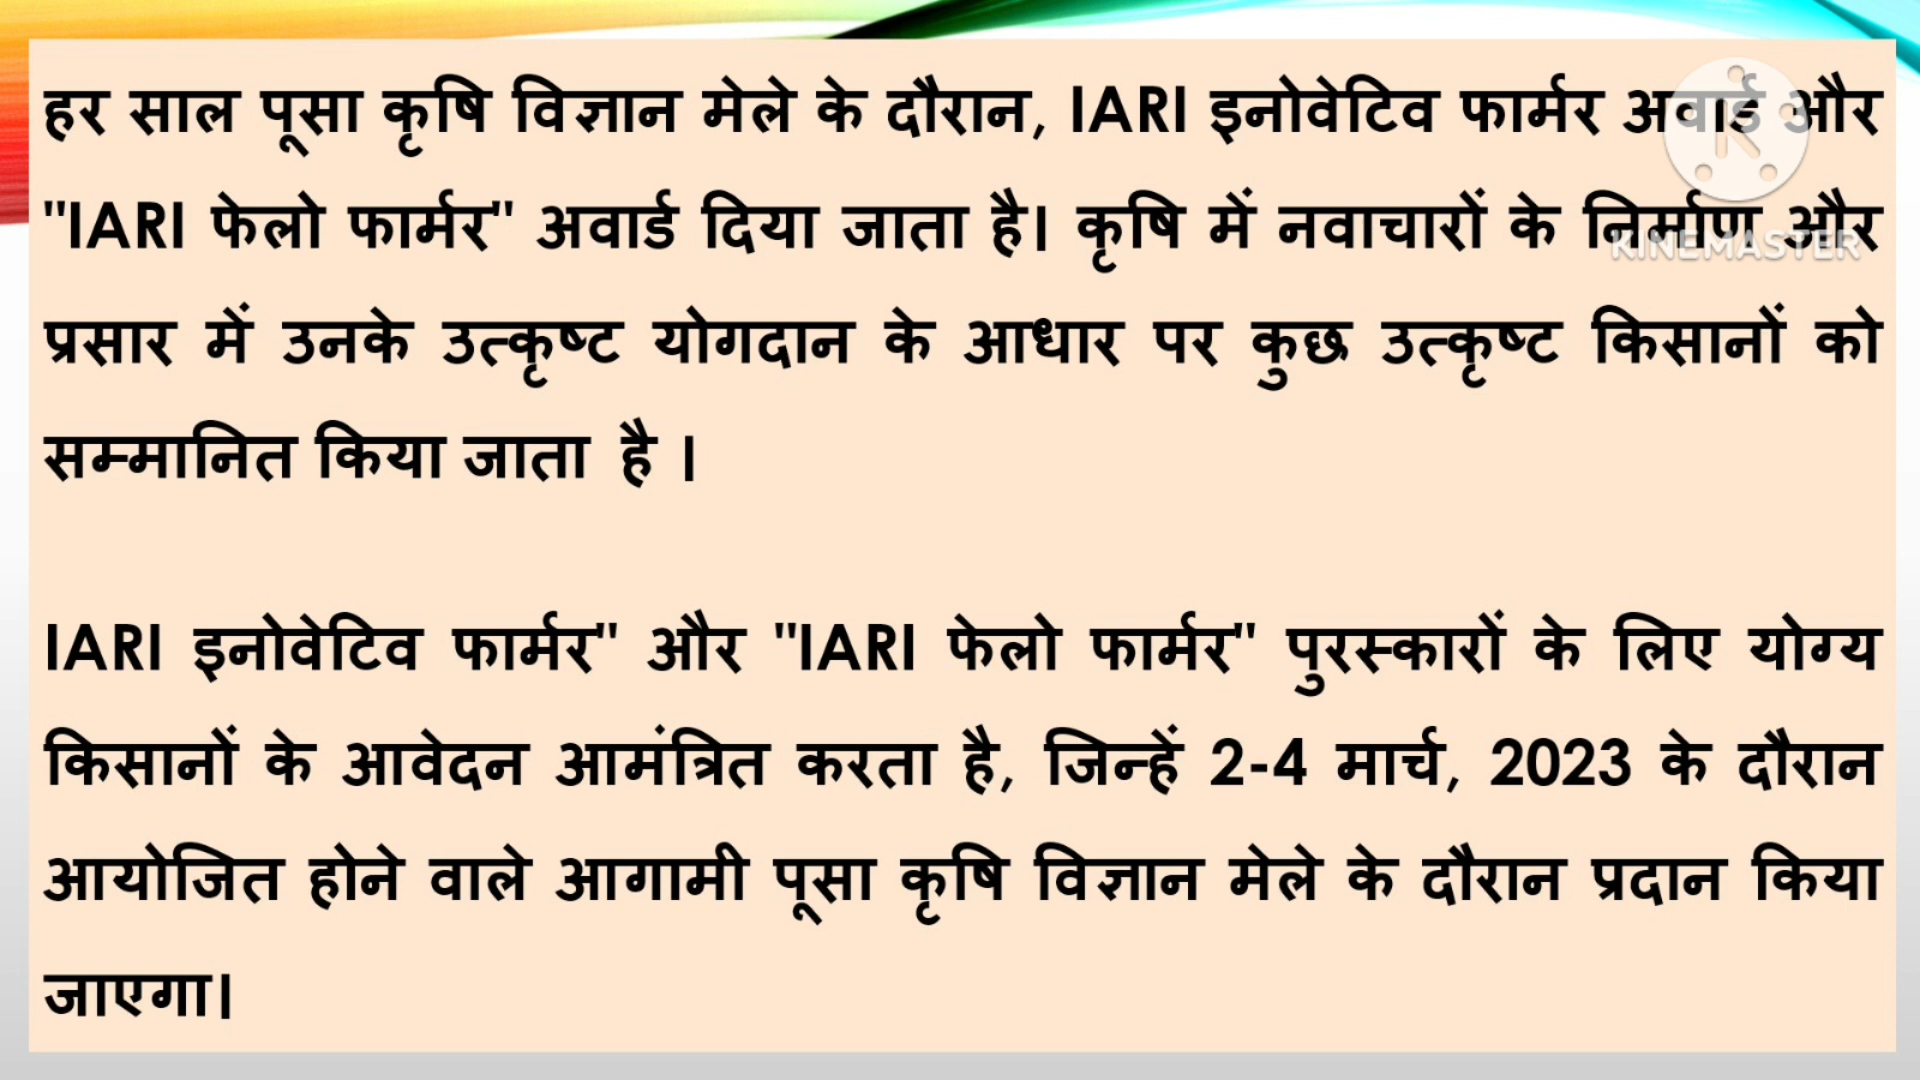 हर साल पूसा कृषि विज्ञान मेले के दौरान, IARI इनोवेटिव फार्मर अवार्ड और
"IARI फेलो फार्मर" अवार्ड दिया जाता है। कृषि में नवाचारों के निर्माण और
प्रसार में उनके उत्कृष्ट योगदान के आधार पर कुछ उत्कृष्ट किसानों को
सम्मानित किया जाता है ।
IARI इनोवेटिव फार्मर" और "IARI फेलो फार्मर" पुरस्कारों के लिए योग्य
किसानों के आवेदन आमंत्रित करता है, जिन्हें 2-4 मार्च, 2023 के दौरान
आयोजित होने वाले आगामी पूसा कृषि विज्ञान मेले के दौरान प्रदान किया
जाएगा।
K
KINEMASTER